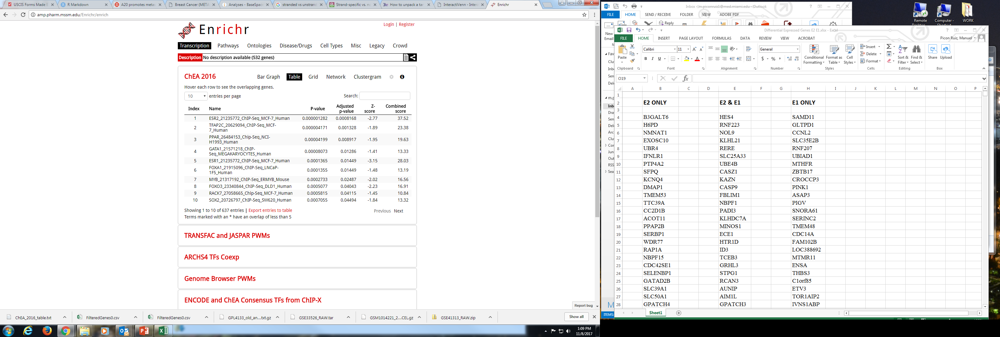 USCIS Forms Made E
R Markdown
A20 promotes metas
Breast Cancer (META
Analyses - BaseSpace
stranded vs unstrand
Strand-specific vs. no
How to unpack a tar
InteractiVenn - Intera
Enrichr
amp.pharm.mssm.edu/Enrichr/enrich
Login | Register
Enrichr
Transcription Pathways Ontologies Disease/Drugs Cell Types Misc Legacy Crowd
Description No description available (532 genes)
ChEA 2016 Bar Graph Table Grid Network Clustergram
Hover each row to see the overlapping genes.
10 entries per page Search:
Index Name P-value Adjusted p-value Z-score Combined score
1 ESR2_21235772_ChIP-Seq_MCF-7_Human 0.000001282 0.0008168 -2.77 37.52
2 TFAP2C_20629094_ChIP-Seq_MCF-7_Human 0.000004171 0.001328 -1.89 23.38
3 PPAR_26484153_Chip-Seq_NCI-H1993_Human 0.00004199 0.008917 -1.95 19.63
4 GATA1_21571218_ChIP-Seq_MEGAKARYOCYTES_Human 0.00008073 0.01286 -1.41 13.33
5 ESR1_21235772_ChIP-Seq_MCF-7_Human 0.0001365 0.01449 -3.15 28.03
6 FOXA1_21915096_ChIP-Seq_LNCaP-1F5_Human 0.0001355 0.01449 -1.48 13.19
7 MYB_21317192_ChIP-Seq_ERMYB_Mouse 0.0002733 0.02487 -2.02 16.56
8 FOXO3_23340844_ChIP-Seq_DLD1_Human 0.0005077 0.04043 -2.23 16.91
9 RACK7_27058665_Chip-Seq_MCF-7_Human 0.0005815 0.04115 -1.45 10.84
10 SOX2_20726797_ChIP-Seq_SW620_Human 0.0007055 0.04494 -1.84 13.32
Showing 1 to 10 of 637 entries | Export entries to table Previous Next
Terms marked with an * have an overlap of less than 5
TRANSFAC and JASPAR PWMs
ARCHS4 TFs Coexp
Genome Browser PWMs
ENCODE and ChEA Consensus TFs from ChIP-X
Report bug
ChEA_2016_table.txt FilteredGenes0.csv FilteredGenes0.csv GPL4133_old_an....txt.gz GSE33526_RAW.tar GSM1014221_2....CEL.gz GSE41313_RAW.zip Show all
1:09 PM
11/8/2017
Inbox - m.piconruiz1@med.miami.edu - Outlook
FILE HOME SEND / RECEIVE FOLDER VIEW ADOBE PDF
Reply
New
Email
Fav
Clu
Inb
Sen
Dele
m.p
Inb
Dra
Sen
Dele
Arc
Clu
Con
Jun
Out
RSS
Sea
ITEMS:
Remote
Desktop
Computer -
Shortcut
WORK
Differential Expressed Genes E2 E1.xlsx - Excel
FILE HOME INSERT PAGE LAYOUT FORMULAS DATA REVIEW VIEW ACROBAT Picon Ruiz, Manuel
Paste Calibri 11 General Conditional Formatting Format as Table Cell Styles Insert Delete Format Sort & Filter Find & Select Share Upload
Clipboard Font Alignment Number Styles Cells Editing Box
O19
A B C D E F G H I J K L M N O P
1
2 E2 ONLY E2 & E1 E1 ONLY
3
4 B3GALT6 HES4 SAMD11
5 H6PD RNF223 GLTPD1
6 NMNAT1 NOL9 CCNL2
7 EXOSC10 KLHL21 SLC35E2B
8 UBR4 RERE RNF207
9 IFNLR1 SLC25A33 UBIAD1
10 PTP4A2 UBE4B MTHFR
11 SFPQ CASZ1 ZBTB17
12 KCNQ4 KAZN CROCCP3
13 DMAP1 CASP9 PINK1
14 TMEM53 FBLIM1 ASAP3
15 TTC39A NBPF1 PIGV
16 CC2D1B PADI3 SNORA61
17 ACOT11 KLHDC7A SERINC2
18 PPAP2B MINOS1 TMEM48
19 SERBP1 ECE1 CDC14A
20 WDR77 HTR1D FAM102B
21 RAP1A ID3 LOC388692
22 NBPF15 TCEB3 MTMR11
23 CDC42SE1 GRHL3 ENSA
24 SELENBP1 STPG1 THBS3
25 GATAD2B RCAN3 C1orf85
26 SLC39A1 AUNIP ETV3
27 SLC50A1 AIM1L TOR1AIP2
28 GPATCH4 GPATCH3 IVNS1ABP
Sheet1